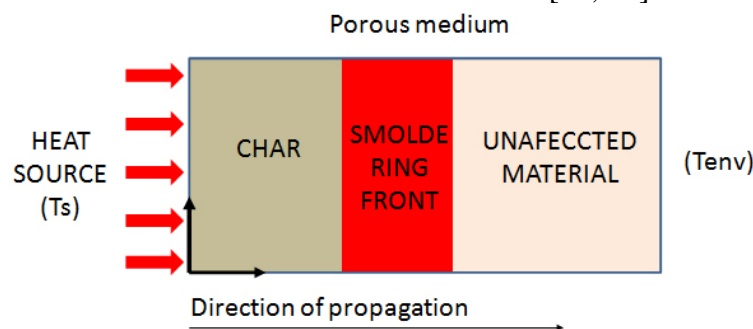 Porous medium
HEAT
SOURCE
(Ts)
CHAR
SMOLDE
RING
FRONT
UNAFECCTED
MATERIAL
(Tenv)
Direction of propagation